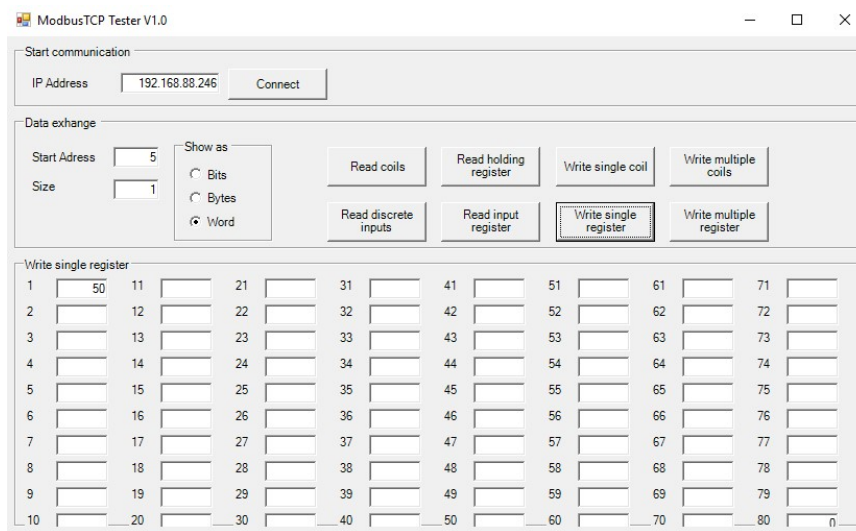 ModbusTCP Tester V1.0
Start communication
IP Address 192.168.88.246 Connect
Data exhange
Start Adress 5
Size 1
Show as
Bits
Bytes
Word
Read coils
Read holding
register
Write single coil
Write multiple
coils
Read discrete
inputs
Read input
register
Write single
register
Write multiple
register
Write single register
1 50 11 21 31 41 51 61 71
2 12 22 32 42 52 62 72
3 13 23 33 43 53 63 73
4 14 24 34 44 54 64 74
5 15 25 35 45 55 65 75
6 16 26 36 46 56 66 76
7 17 27 37 47 57 67 77
8 18 28 38 48 58 68 78
9 19 29 39 49 59 69 79
10 20 30 40 50 60 70 80 0